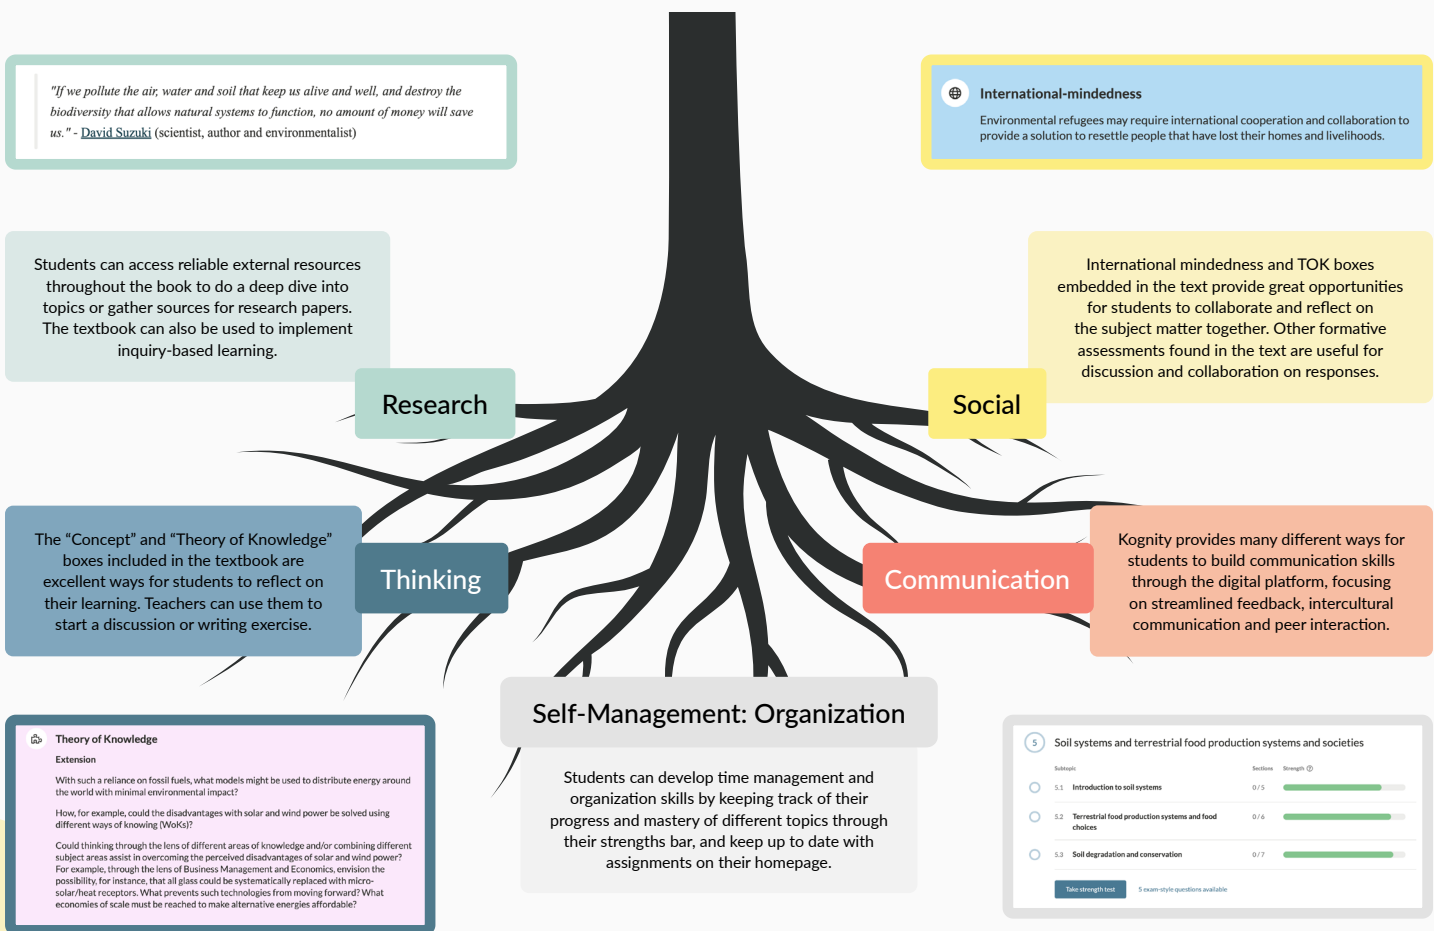 "If we pollute the air, water and soil that keep us alive and well, and destroy the
biodiversity that allows natural systems to function, no amount of money will save
us." - David Suzuki (scientist, author and environmentalist)
International-mindedness
Environmental refugees may require international cooperation and collaboration to
provide a solution to resettle people that have lost their homes and livelihoods.
Students can access reliable external resources
throughout the book to do a deep dive into
topics or gather sources for research papers.
The textbook can also be used to implement
inquiry-based learning.
Research
International mindedness and TOK boxes
embedded in the text provide great opportunities
for students to collaborate and reflect on
the subject matter together. Other formative
assessments found in the text are useful for
discussion and collaboration on responses.
Social
The “Concept” and “Theory of Knowledge”
boxes included in the textbook are
excellent ways for students to reflect on
their learning. Teachers can use them to
start a discussion or writing exercise.
Thinking
Communication
Kognity provides many different ways for
students to build communication skills
through the digital platform, focusing
on streamlined feedback, intercultural
communication and peer interaction.
Self-Management: Organization
Students can develop time management and
organization skills by keeping track of their
progress and mastery of different topics through
their strengths bar, and keep up to date with
assignments on their homepage.
Theory of Knowledge
Extension
With such a reliance on fossil fuels, what models might be used to distribute energy around
the world with minimal environmental impact?
How, for example, could the disadvantages with solar and wind power be solved using
different ways of knowing (WoKs)?
Could thinking through the lens of different areas of knowledge and/or combining different
subject areas assist in overcoming the perceived disadvantages of solar and wind power?
For example, through the lens of Business Management and Economics, envision the
possibility, for instance, that all glass could be systematically replaced with micro-
solar/heat receptors. What prevents such technologies from moving forward? What
economies of scale must be reached to make alternative energies affordable?
5 Soil systems and terrestrial food production systems and societies
Subtopic Sections Strength ?
5.1 Introduction to soil systems 0/5
5.2 Terrestrial food production systems and food 0/6
choices
5.3 Soil degradation and conservation 0/7
Take strength test 5 exam-style questions available